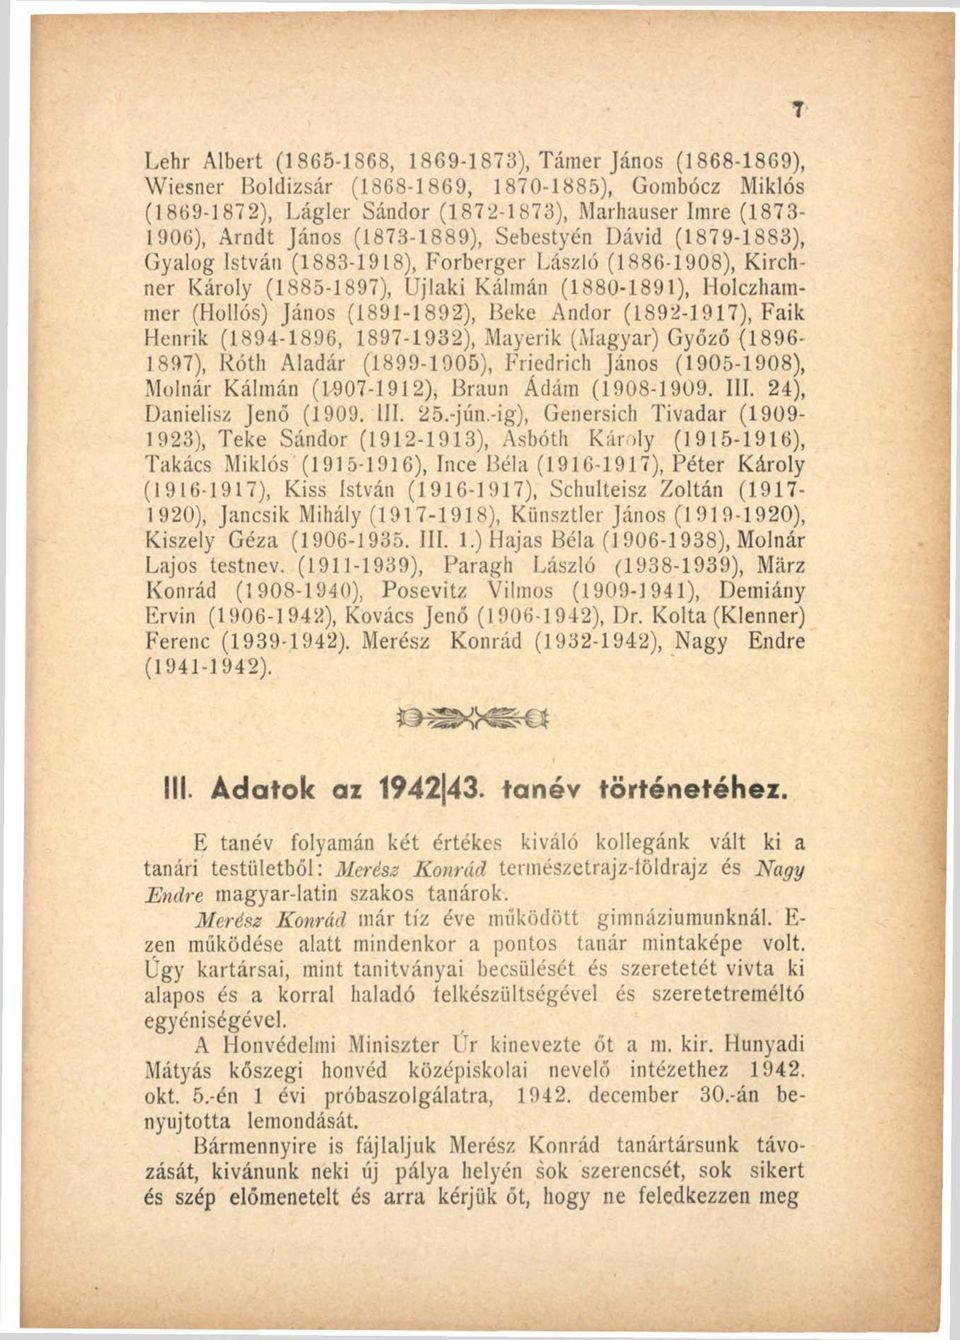 7
Lehr Albert (1865-1868, 1869-1873), Támer János (1868-1869),
Wiesner Boldizsár (1868-1869, 1870-1885), Gombócz Miklós
(1869-1872), Lágler Sándor (1872-1873), Marhauser Imre (1873-
1906), Arndt János (1873-1889), Sebestyén Dávid (1879-1883),
Gyalog István (1883-1918), Forberger László (1886-1908), Kirch-
ner Károly (1885-1897), Ujlaki Kálmán (1880-1891), Holczham-
mer (Hollós) János (1891-1892), Beke Andor (1892-1917), Faik
Henrik (1894-1896, 1897-1932), Mayerik (Magyar) Győző (1896-
1897), Róth Aladár (1899-1905), Friedrich János (1905-1908),
Molnár Kálmán (1907-1912), Braun Ádám (1908-1909. III. 24),
Danielisz Jenő (1909. III. 25.-jún.-ig), Genersich Tivadar (1909-
1923), Teke Sándor (1912-1913), Asbóth Károly (1915-1916),
Takács Miklós (1915-1916), Ince Béla (1916-1917), Péter Károly
(1916-1917), Kiss István (1916-1917), Schulteisz Zoltán (1917-
1920), Jancsik Mihály (1917-1918), Künsztler János (1919-1920),
Kiszely Géza (1906-1935. III. 1.) Hajas Béla (1906-1938), Molnár
Lajos testnev. (1911-1939), Paragh László (1938-1939), März
Konrád (1908-1940), Posevitz Vilmos (1909-1941), Demiány
Ervin (1906-1942), Kovács Jenő (1906-1942), Dr. Kolta (Klenner)
Ferenc (1939-1942). Merész Konrád (1932-1942), Nagy Endre
(1941-1942).
III. Adatok az 1942|43. tanév történetéhez.
E tanév folyamán két értékes kiváló kollegánk vált ki a
tanári testületből: Merész Konrád természetrajz-földrajz és Nagy
Endre magyar-latin szakos tanárok.
Merész Konrád már tíz éve működött gimnáziumunknál. E-
zen működése alatt mindenkor a pontos tanár mintaképe volt.
Úgy kartársai, mint tanitványai becsülését és szeretetét vivta ki
alapos és a korral haladó felkészültségével és szeretetreméltó
egyéniségével.
A Honvédelmi Miniszter Úr kinevezte őt a m. kir. Hunyadi
Mátyás kőszegi honvéd középiskolai nevelő intézethez 1942.
okt. 5.-én 1 évi próbaszolgálatra, 1942. december 30.-án be-
nyujtotta lemondását.
Bármennyire is fájlaljuk Merész Konrád tanártársunk távo-
zását, kivánunk neki új pálya helyén sok szerencsét, sok sikert
és szép előmenetelt és arra kérjük őt, hogy ne feledkezzen meg